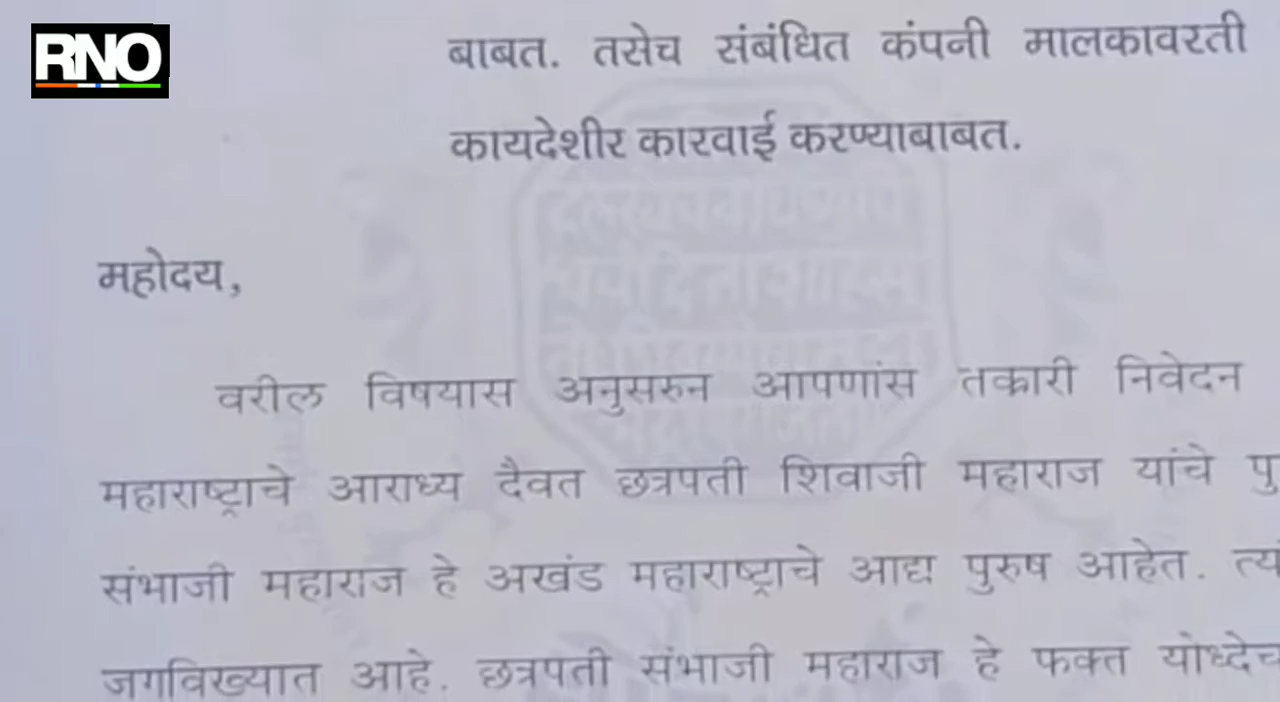 RNO
बाबत. तसेच संबंधित कंपनी मालकावरती
कायदेशीर कारवाई करण्याबाबत.
महोदय,
वरील विषयास अनुसरुन आपणांस तक्रारी निवेदन
महाराष्ट्राचे आराध्य दैवत छत्रपती शिवाजी महाराज यांचे
संभाजी महाराज हे अखंड महाराष्ट्राचे आद्य पुरुष आहेत.
जगविख्यात आहे. छत्रपती संभाजी महाराज हे फक्त योध्देच